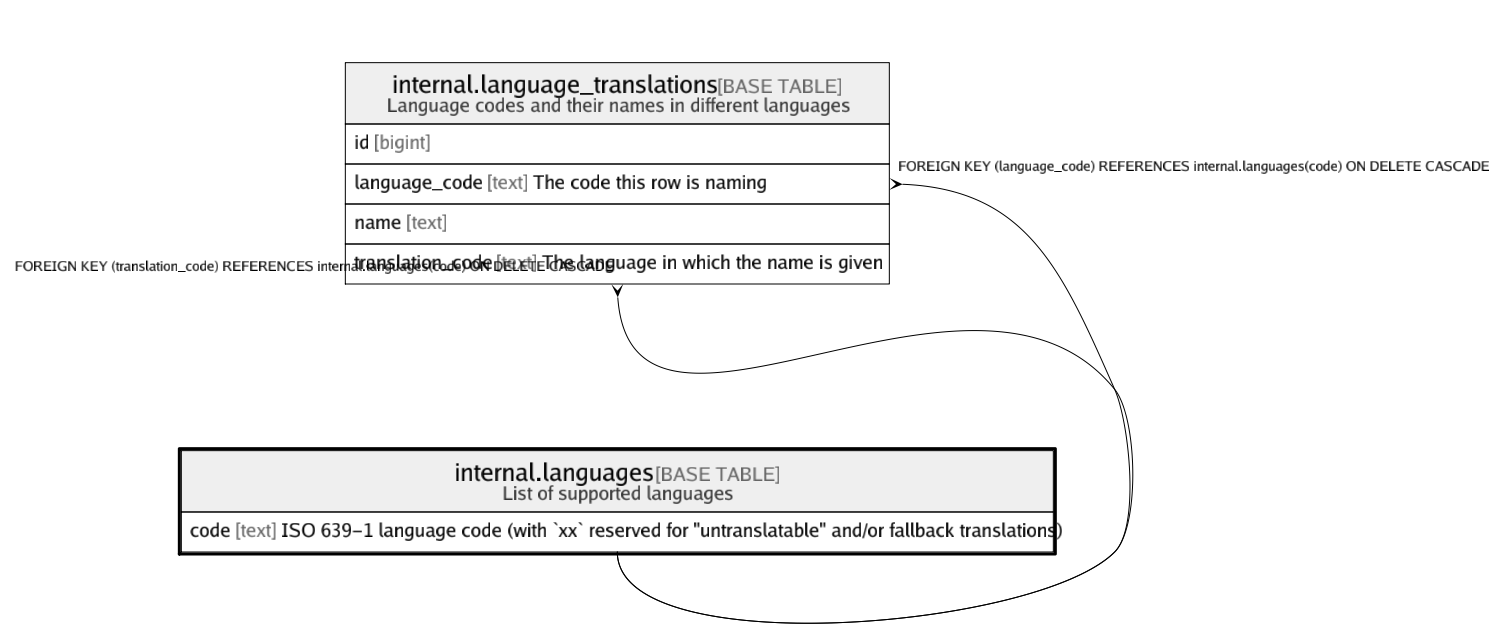 internal.language_translations[BASE TABLE]
Language codes and their names in different languages
id [bigint]
FOREIGN KEY (language_code) REFERENCES internal.languages(code) ON DELETE CASCADE
language_code [text] The code this row is naming
name [text]
translation_code [text] The language in which the name is given
FOREIGN KEY (translation_code) REFERENCES internal.languages(code) ON DELETE CASCADE
internal.languages[BASE TABLE]
List of supported languages
code [text] ISO 639-1 language code (with `xx` reserved for "untranslatable" and/or fallback translations)